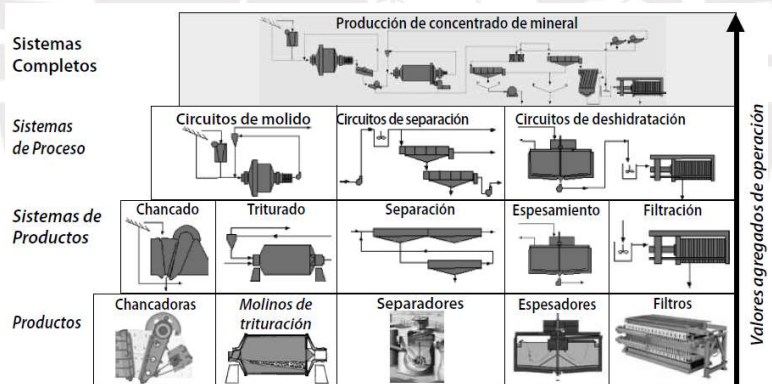 Producción de concentrado de mineral
Sistemas
Completos
Sistemas
de Proceso
Circuitos de molido
Circuitos de separación
Circuitos de deshidratación
Sistemas de
Productos
Chancado
Triturado
Separación
Espesamiento
Filtración
Productos
Chancadoras
Molinos de
trituración
Separadores
Espesadores
Filtros
Valores agregados de operación